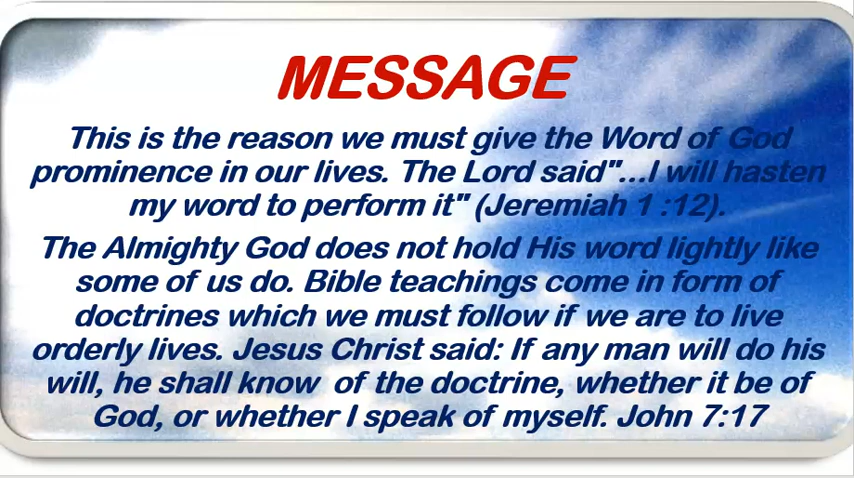 MESSAGE
This is the reason we must give the Word of God
prominence in our lives. The Lord said"...I will hasten
my word to perform it" (Jeremiah 1 :12).
The Almighty God does not hold His word lightly like
some of us do. Bible teachings come in form of
doctrines which we must follow if we are to live
orderly lives. Jesus Christ said: If any man will do his
will, he shall know  of the doctrine, whether it be of
God, or whether I speak of myself. John 7:17